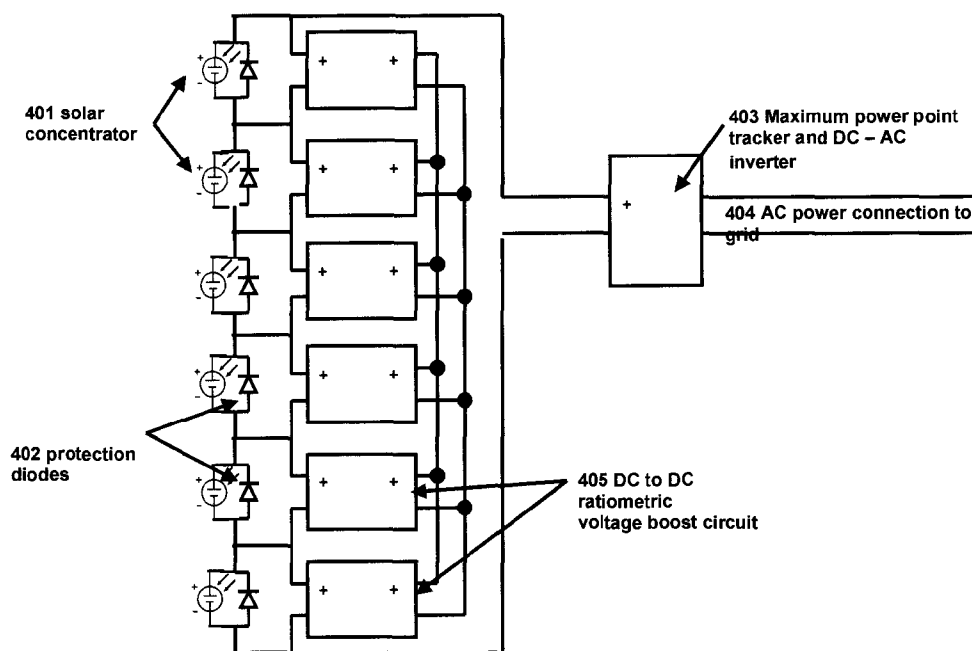 401 solar
concentrator
402 protection
diodes
403 Maximum power point
tracker and DC – AC
inverter
404 AC power connection to
grid
405 DC to DC
ratiometric
voltage boost circuit
+
-
+
-
+
-
+
-
+
-
+
-
+ +
+ +
+ +
+ +
+ +
+ +
+